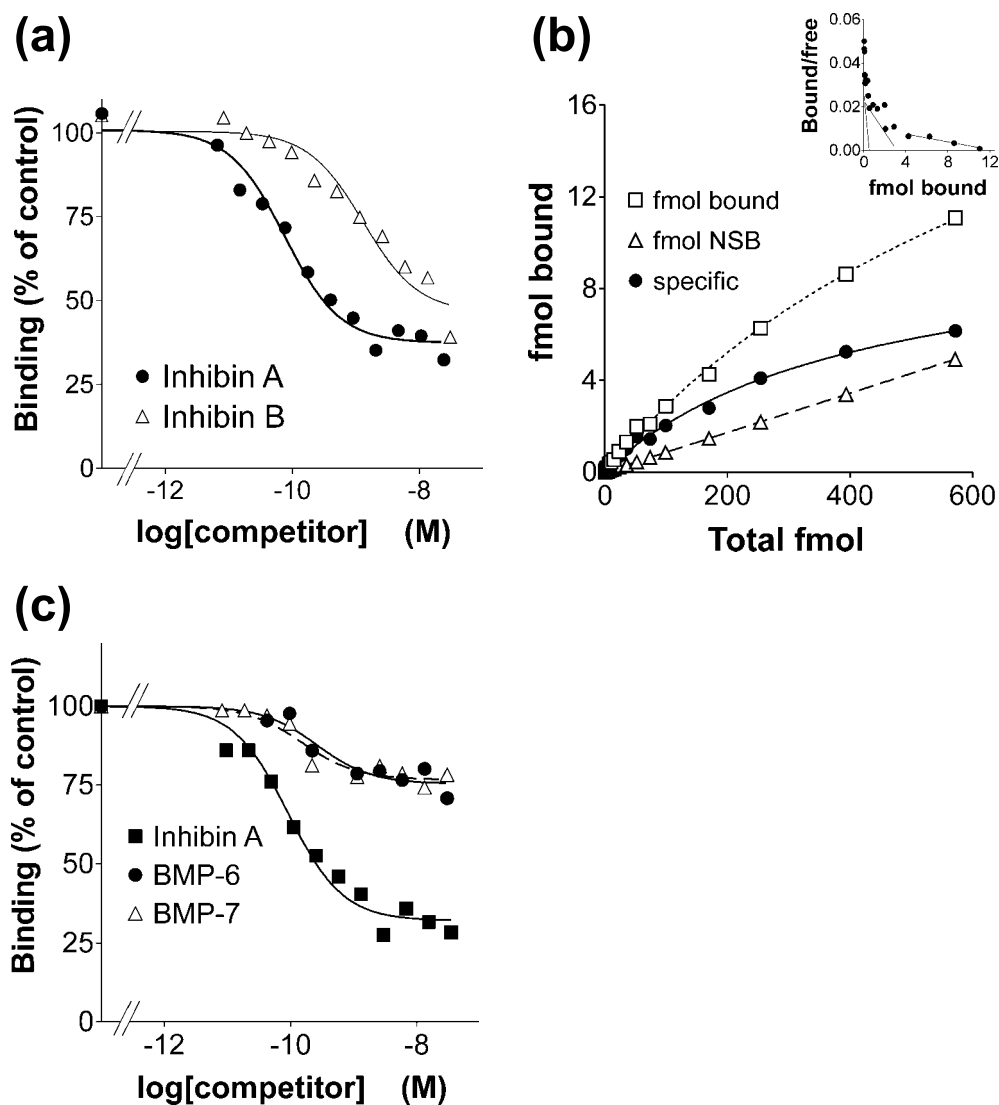 (a)
Binding (% of control)
100
75
50
25
0
Inhibin A
Inhibin B
-12
-10
-8
log[competitor] (M)
(b)
fmol bound
16
12
8
4
0
fmol bound
fmol NSB
specific
0
200
400
600
Total fmol
Bound/free
0.06
0.04
0.02
0.00
0
4
8
12
fmol bound
(c)
Binding (% of control)
100
75
50
25
0
Inhibin A
BMP-6
BMP-7
-12
-10
-8
log[competitor] (M)